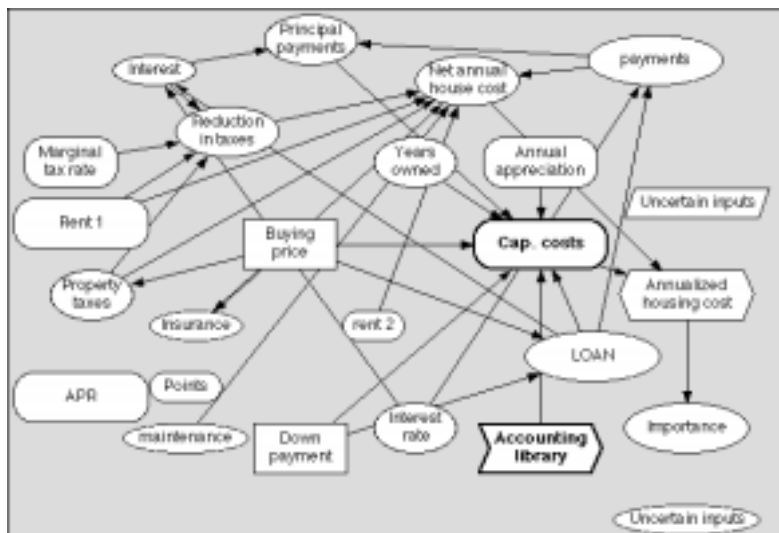 Principal
payments
Interest
Net annual
house cost
payments
Reduction
in taxes
Marginal
tax rate
Years
owned
Annual
appreciation
Uncertain inputs
Rent 1
Buying
price
Cap. costs
Property
taxes
Annualized
housing cost
Insurance
rent 2
LOAN
APR
Points
maintenance
Down
payment
Interest
rate
Accounting
library
Importance
Uncertain inputs